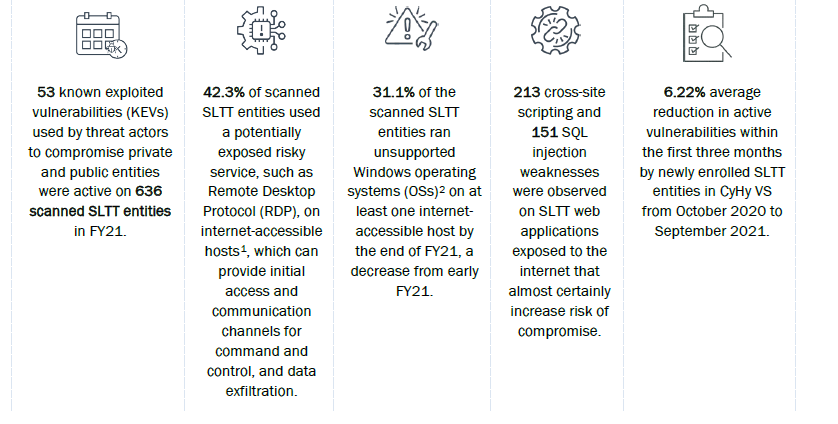 53 known exploited
vulnerabilities (KEVs)
used by threat actors
to compromise private
and public entities
were active on 636
scanned SLTT entities
in FY21.
42.3% of scanned
SLTT entities used
a potentially
exposed risky
service, such as
Remote Desktop
Protocol (RDP), on
internet-accessible
hosts¹, which can
provide initial
access and
communication
channels for
command and
control, and data
exfiltration.
31.1% of the
scanned SLTT
entities ran
unsupported
Windows operating
systems (OSs)² on at
least one internet-
accessible host by
the end of FY21, a
decrease from early
FY21.
213 cross-site
scripting and
151 SQL
injection
weaknesses
were observed
on SLTT web
applications
exposed to the
internet that
almost certainly
increase risk of
compromise.
6.22% average
reduction in active
vulnerabilities within
the first three months
by newly enrolled SLTT
entities in CyHy VS
from October 2020 to
September 2021.